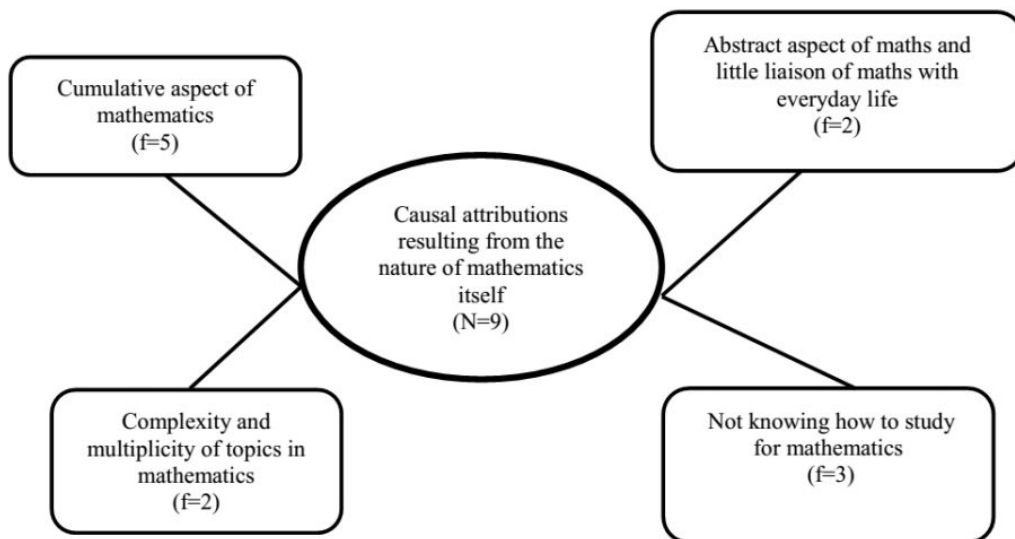 Cumulative aspect of
mathematics
(f=5)
Abstract aspect of maths and
little liaison of maths with
everyday life
(f=2)
Causal attributions
resulting from the
nature of mathematics
itself
(N=9)
Complexity and
multiplicity of topics in
mathematics
(f=2)
Not knowing how to study
for mathematics
(f=3)